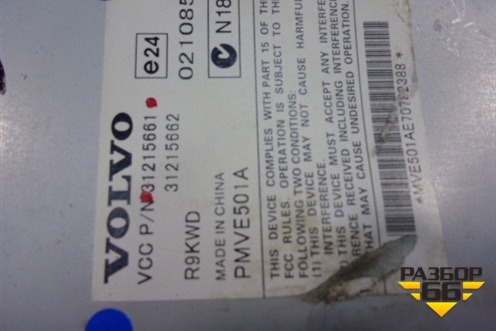 VOLVO
VCC P/N 31215661
31215662
R9KWD
MADE IN CHINA
PMVE501A
e24
021085
N18
THIS DEVICE COMPLIES WITH PART 15 OF THE
FCC RULES. OPERATION IS SUBJECT TO THE
FOLLOWING TWO CONDITIONS:
(1) THIS DEVICE MAY NOT CAUSE HARMFUL
INTERFERENCE.
THIS DEVICE MUST ACCEPT ANY INTERFE
RENCE RECEIVED INCLUDING INTERFERENCE
THAT MAY CAUSE UNDESIRED OPERATION.
РАЗБОР
66